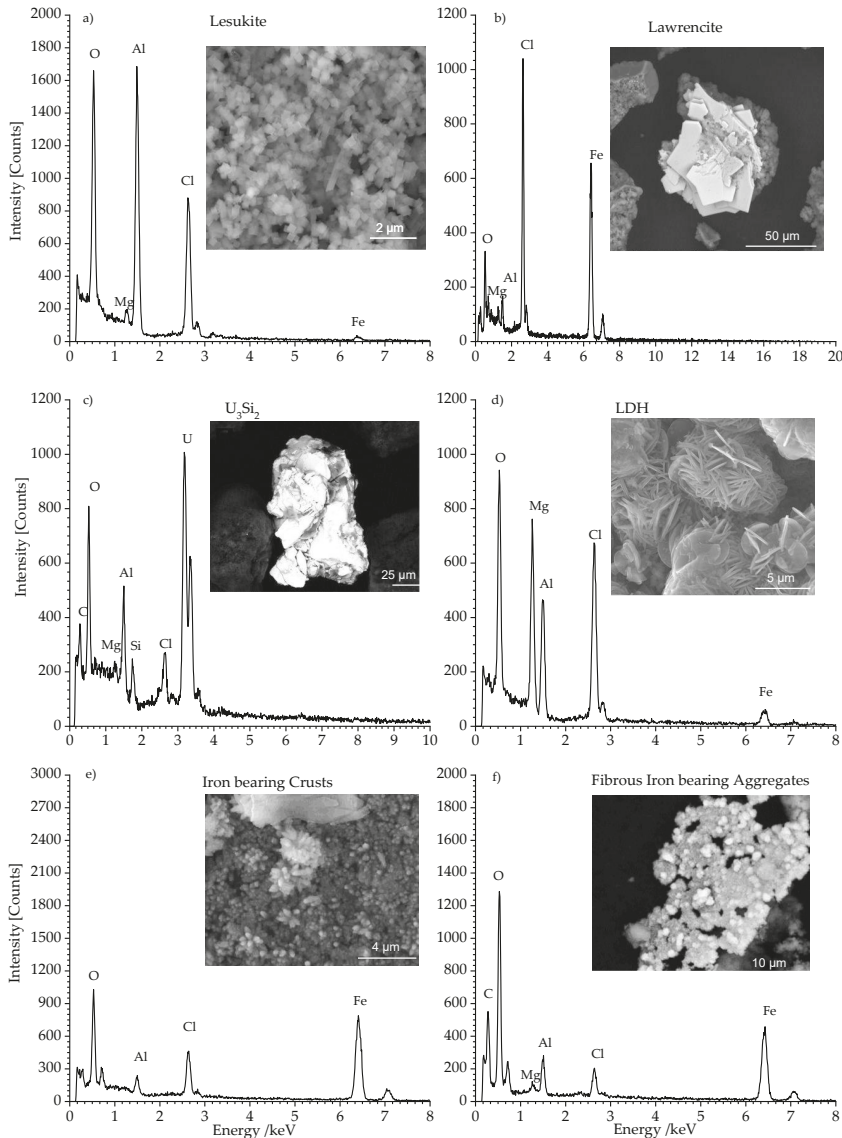 a)
Lesukite
Intensity [Counts]
2000
1800
1600
1400
1200
1000
800
600
400
200
0
O
Al
Cl
Mg
Fe
2 µm
0 1 2 3 4 5 6 7 8
b)
Lawrencite
1200
1000
800
600
400
200
0
Cl
Fe
O
Al
Mg
50 µm
0 2 4 6 8 10 12 14 16 18 20
c)
U3Si2
Intensity [Counts]
1200
1000
800
600
400
200
0
U
O
Al
C
Mg
Si
Cl
25 µm
0 1 2 3 4 5 6 7 8 9 10
d)
LDH
1200
1000
800
600
400
200
0
O
Mg
Cl
Al
Fe
5 µm
0 1 2 3 4 5 6 7 8
e)
Iron bearing Crusts
Intensity [Counts]
3000
2700
2400
2100
1800
1500
1200
900
600
300
0
O
Fe
Cl
Al
4 µm
0 1 2 3 4 5 6 7 8
Energy /keV
f)
Fibrous Iron bearing Aggregates
2000
1800
1600
1400
1200
1000
800
600
400
200
0
O
C
Fe
Al
Cl
Mg
10 µm
0 1 2 3 4 5 6 7 8
Energy /keV